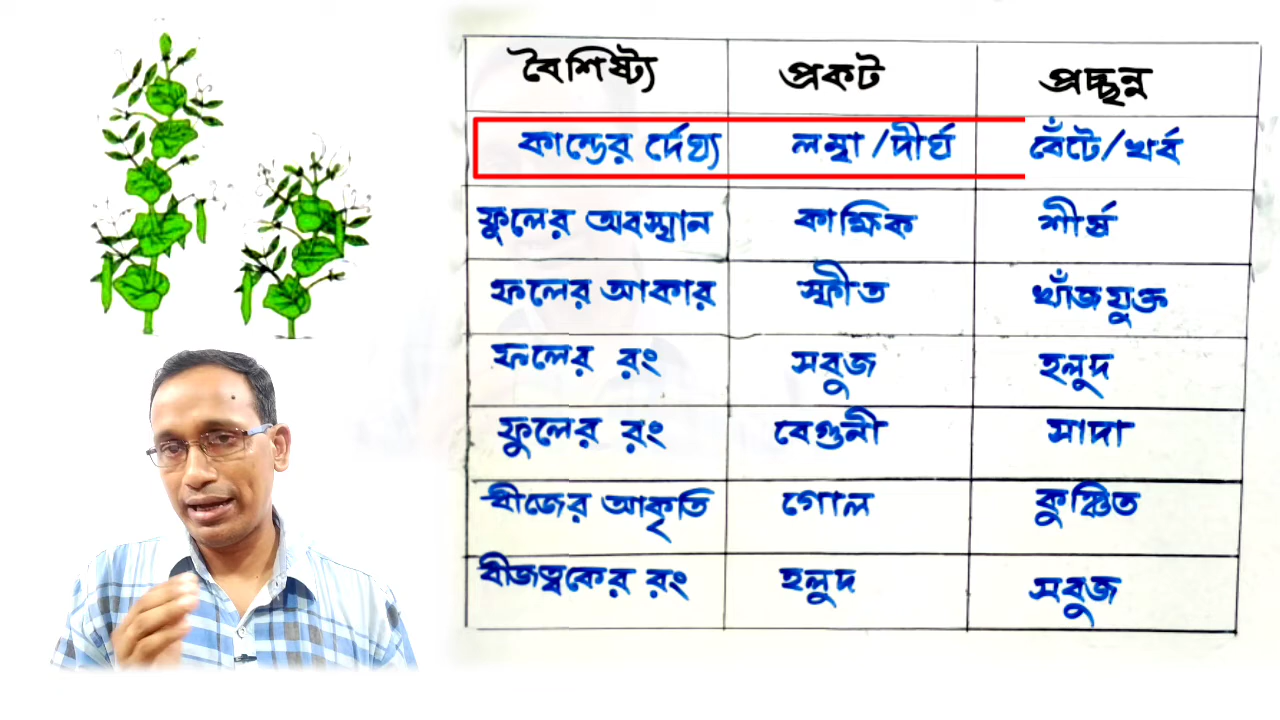 বৈশিষ্ট্য প্রকট প্রচ্ছন্ন
কান্ডের র্দৈঘ্য লম্বা/দীর্ঘ বেঁটে/খর্ব
ফুলের অবস্থান কাক্ষিক শীর্ষ
ফলের আকার স্ফীত খাঁজযুক্ত
ফলের রং সবুজ হলুদ
ফুলের রং বেগুনী সাদা
বীজের আকৃতি গোল কুঞ্চিত
বীজত্বকের রং হলুদ সবুজ